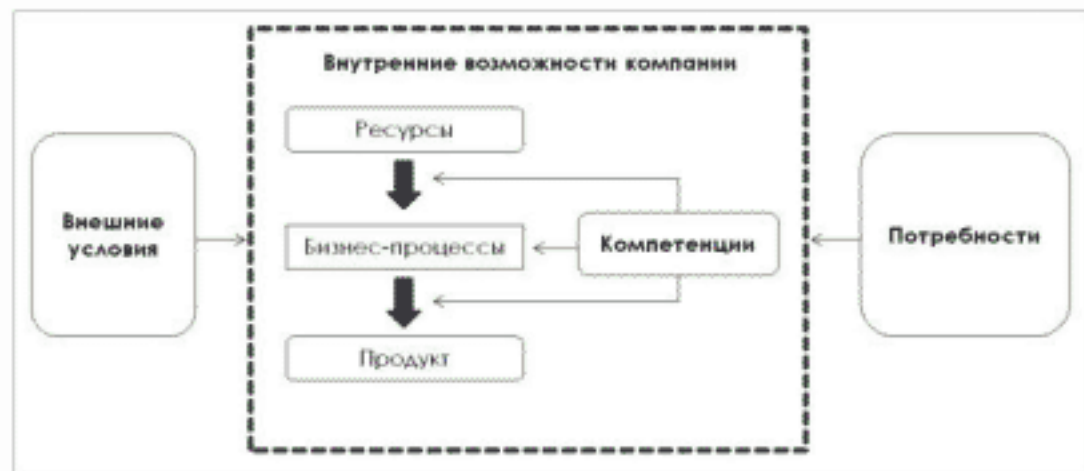 Внутренние возможности компании
Ресурсы
Внешние
условия
Бизнес-процессы
Компетенции
Потребности
Продукт